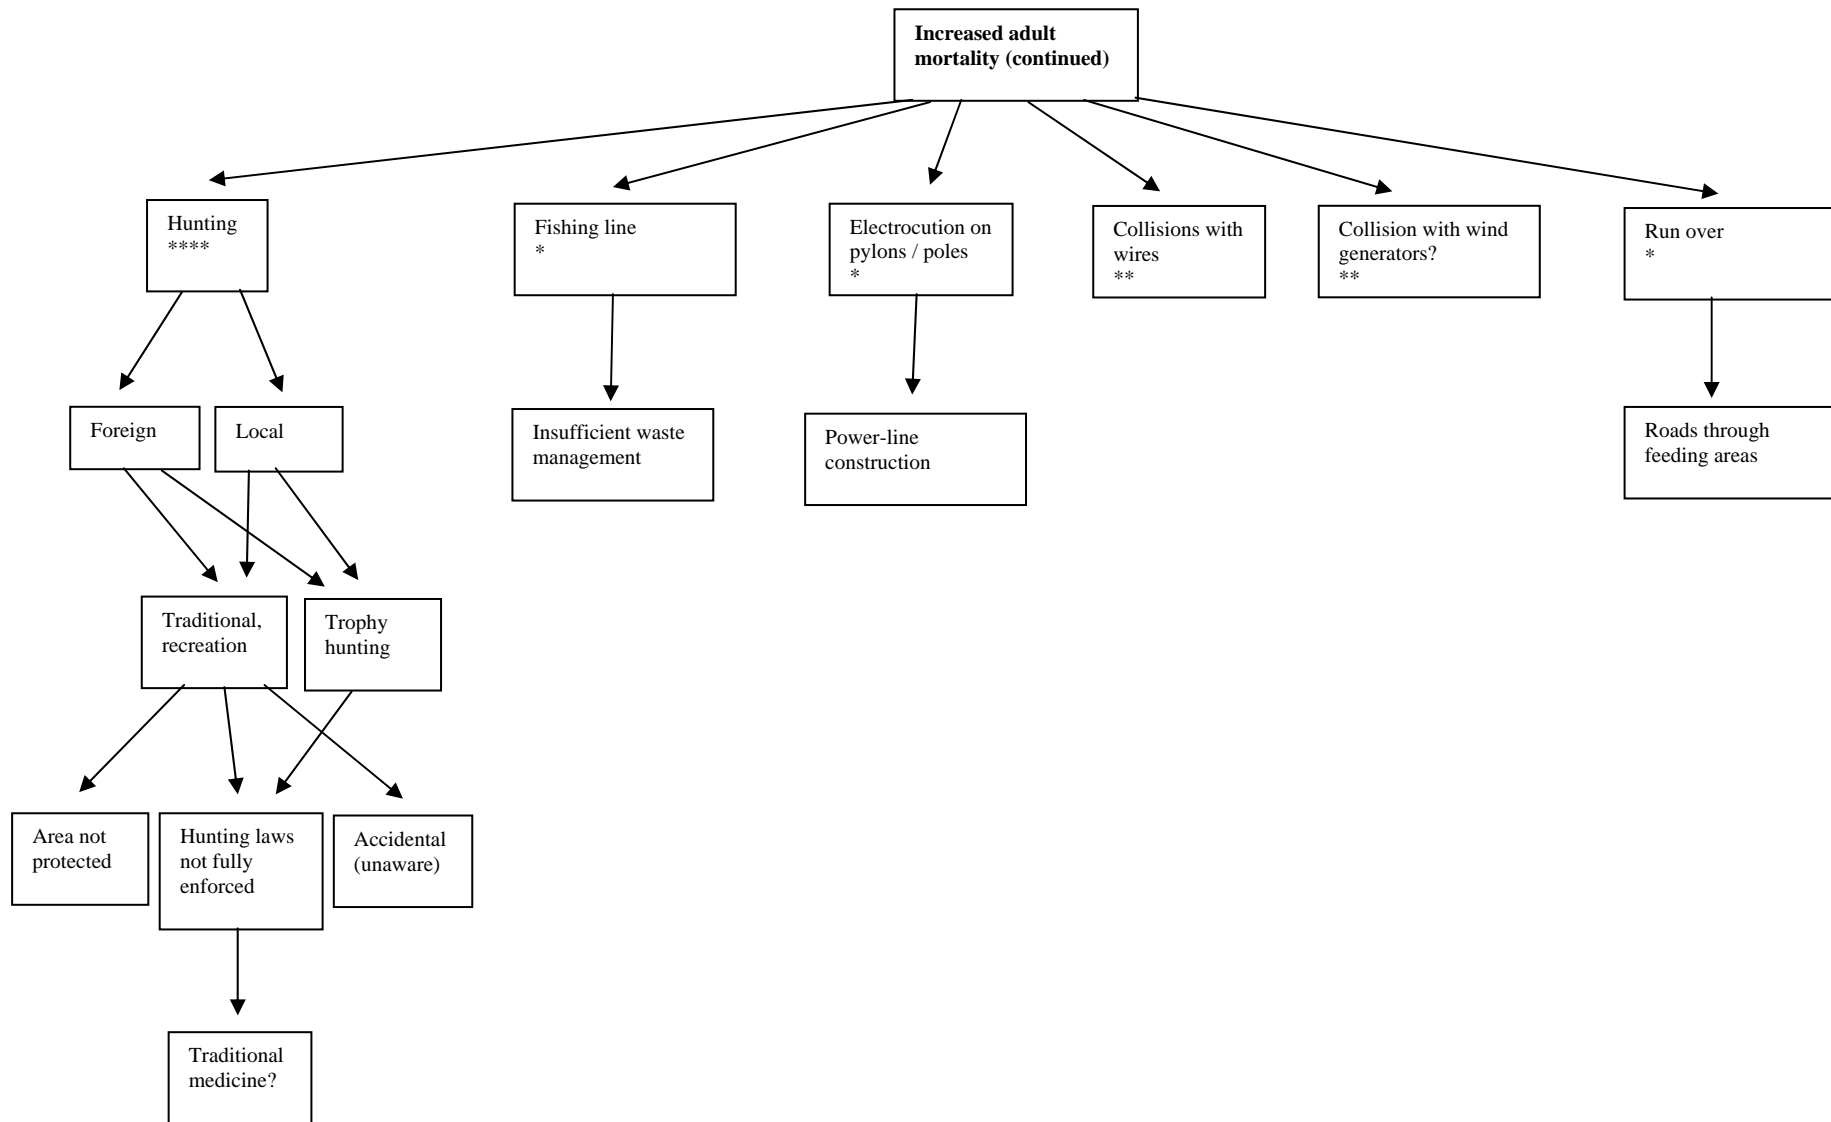 Increased adult
mortality (continued)
Hunting
****
Fishing line
*
Electrocution on
pylons / poles
*
Collisions with
wires
**
Collision with wind
generators?
**
Run over
*
Foreign
Local
Insufficient waste
management
Power-line
construction
Roads through
feeding areas
Traditional,
recreation
Trophy
hunting
Area not
protected
Hunting laws
not fully
enforced
Accidental
(unaware)
Traditional
medicine?